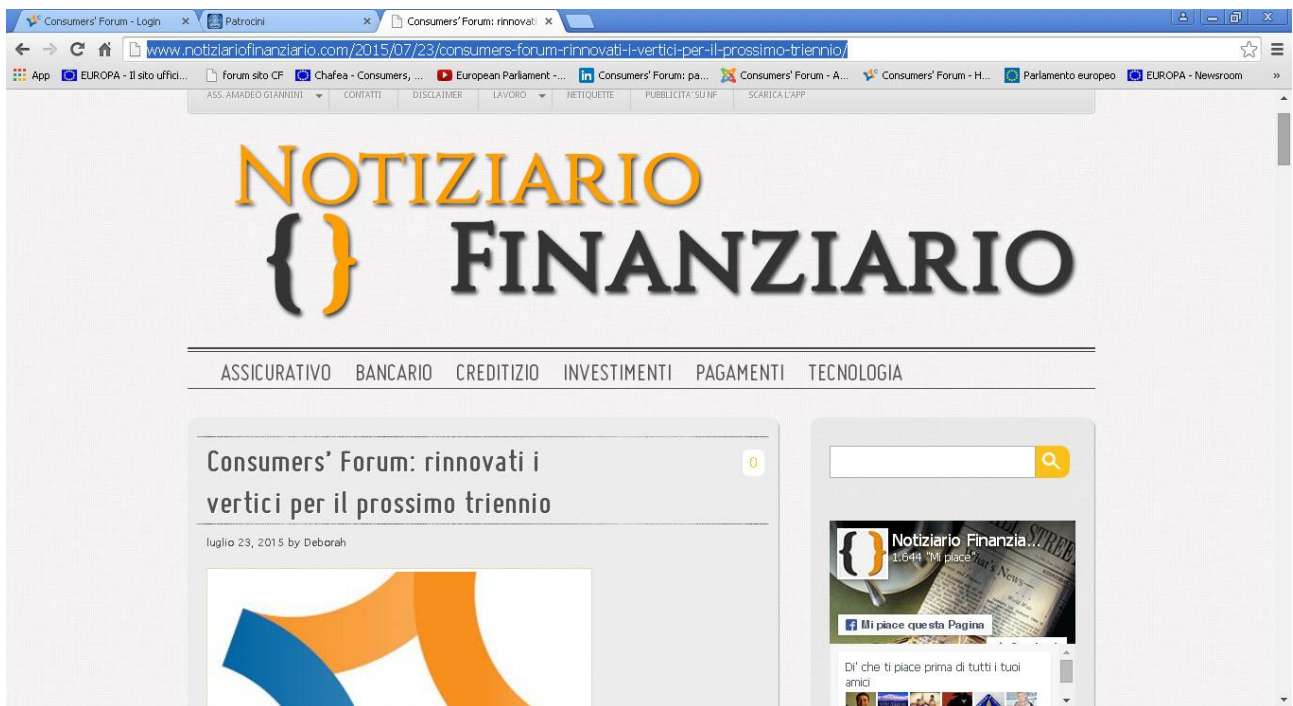 Consumers' Forum - Login
Patrocini
Consumers' Forum: rinnovati
www.notiziariofinanziario.com/2015/07/23/consumers-forum-rinnovati-i-vertici-per-il-prossimo-triennio/
App EUROPA - Il sito uffici... forum sito CF Chafea - Consumers, ... European Parliament -... Consumers' Forum: pa... Consumers' Forum - A... Consumers' Forum - H... Parlamento europeo EUROPA - Newsroom »
ASS. AMADEO GIANNINI CONTATTI DISCLAIMER LAVORO NETIQUETTE PUBBLICITA' SU NF SCARICA L'APP
NOTIZIARIO
{ } FINANZIARIO
ASSICURATIVO BANCARIO CREDITIZIO INVESTIMENTI PAGAMENTI TECNOLOGIA
Consumers' Forum: rinnovati i
vertici per il prossimo triennio
0
luglio 23, 2015 by Deborah
{ } Notiziario Finanzia...
1.644 "Mi piace"
Mi piace questa Pagina
Di' che ti piace prima di tutti i tuoi
amici